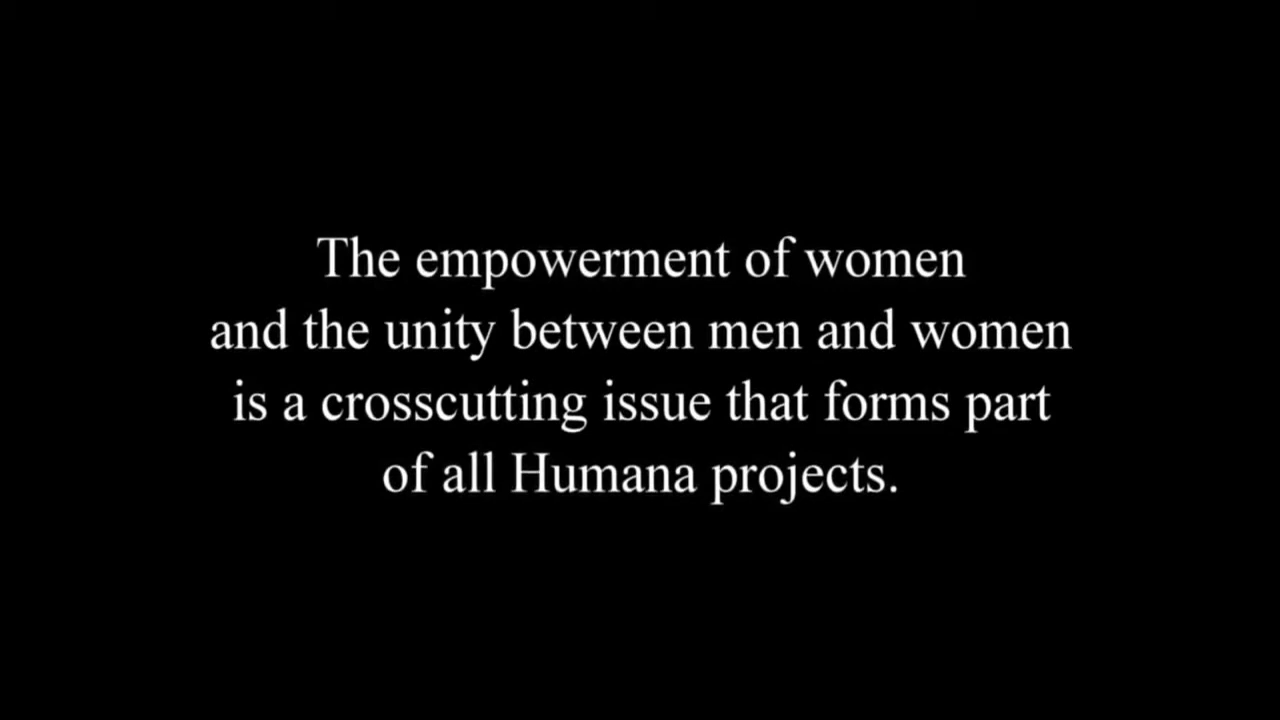 The empowerment of women
and the unity between men and women
is a crosscutting issue that forms part
of all Humana projects.